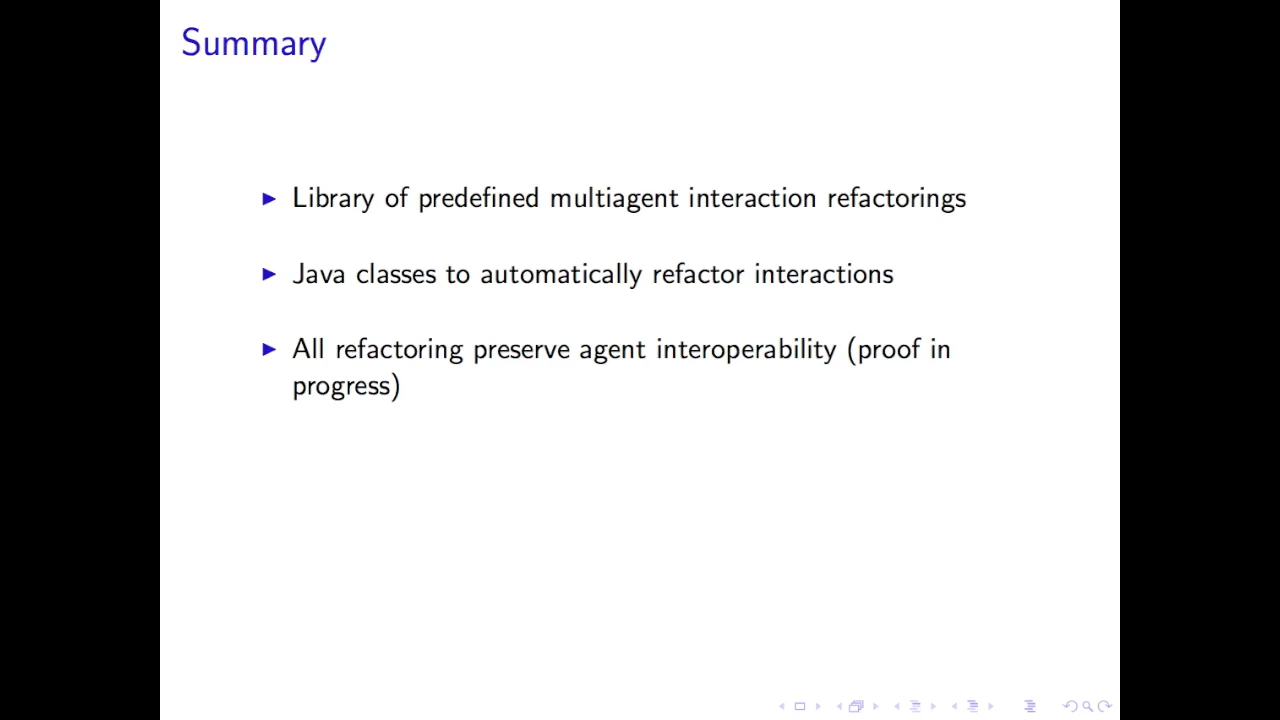 Summary
Library of predefined multiagent interaction refactorings
Java classes to automatically refactor interactions
All refactoring preserve agent interoperability (proof in
progress)